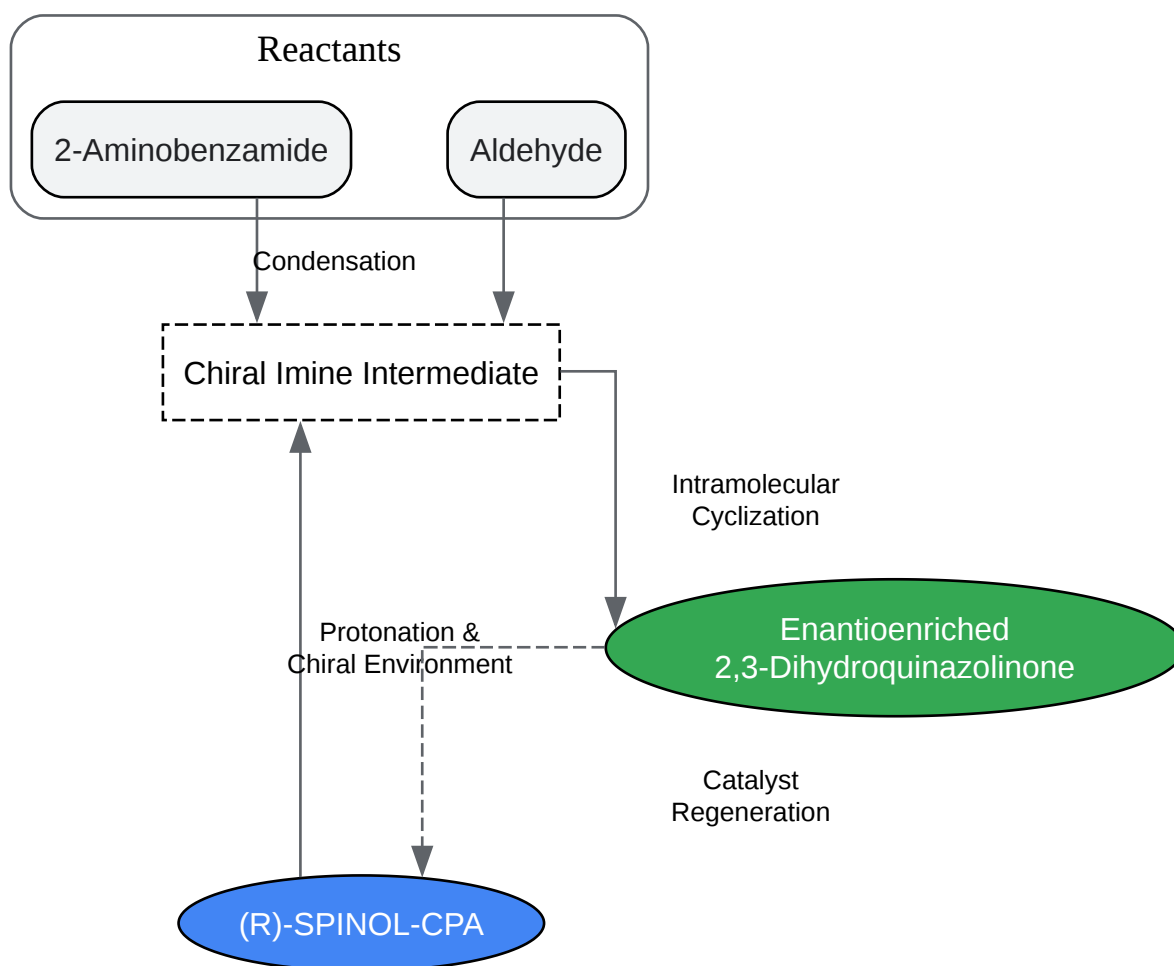 Reactants
2-Aminobenzamide
Aldehyde
Condensation
Chiral Imine Intermediate
Intramolecular
Cyclization
Protonation &
Chiral Environment
Enantioenriched
2,3-Dihydroquinazolinone
Catalyst
Regeneration
(R)-SPINOL-CPA